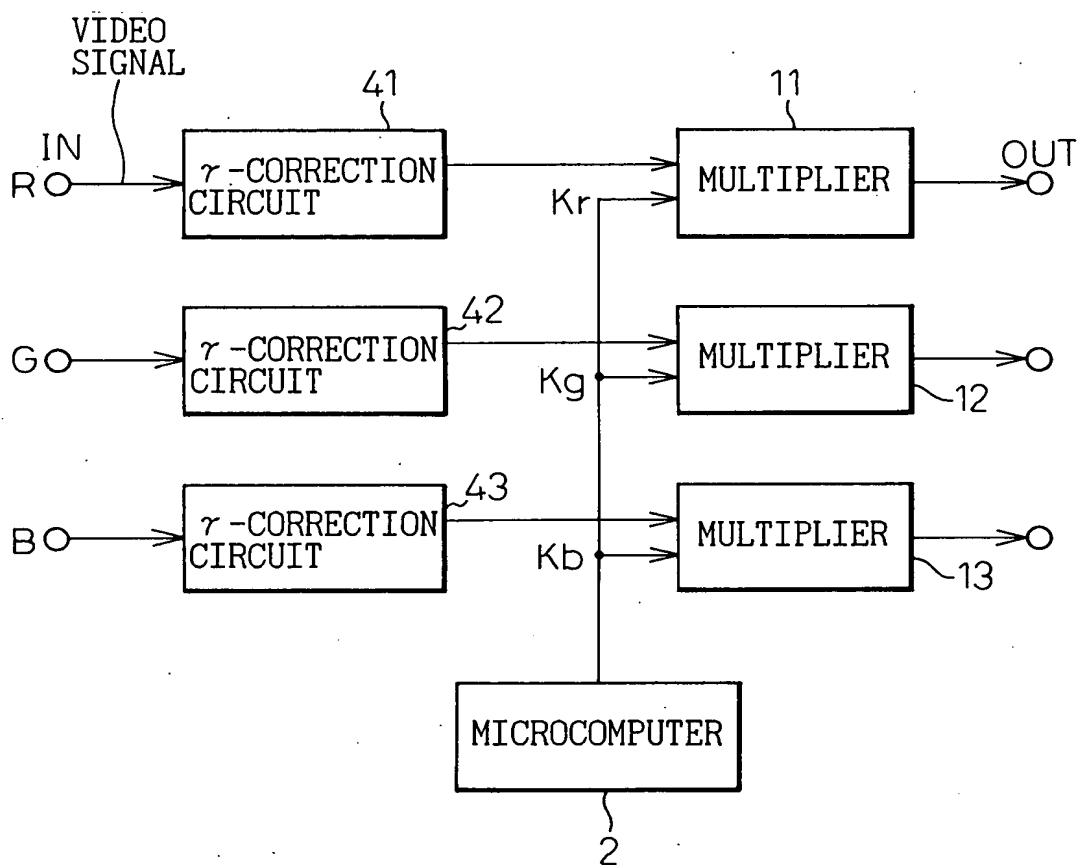 VIDEO
SIGNAL
41
11
IN
OUT
R
γ-CORRECTION
CIRCUIT
MULTIPLIER
Kr
42
G
γ-CORRECTION
CIRCUIT
MULTIPLIER
Kg
12
43
B
γ-CORRECTION
CIRCUIT
MULTIPLIER
Kb
13
MICROCOMPUTER
2